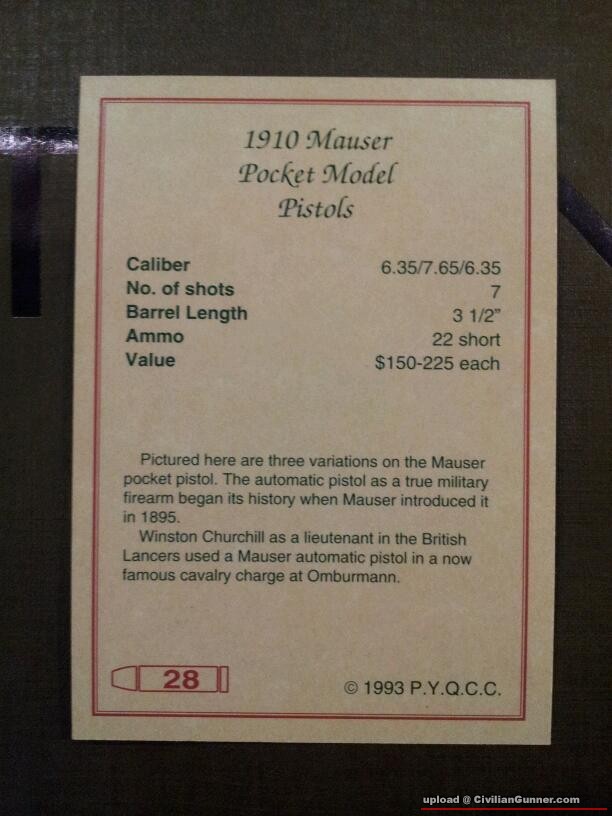 1910 Mauser
Pocket Model
Pistols
Caliber 6.35/7.65/6.35
No. of shots 7
Barrel Length 3 1/2”
Ammo 22 short
Value $150-225 each
Pictured here are three variations on the Mauser
pocket pistol. The automatic pistol as a true military
firearm began its history when Mauser introduced it
in 1895.
Winston Churchill as a lieutenant in the British
Lancers used a Mauser automatic pistol in a now
famous cavalry charge at Omburmann.
28
© 1993 P.Y.Q.C.C.
upload @ CivilianGunner.com